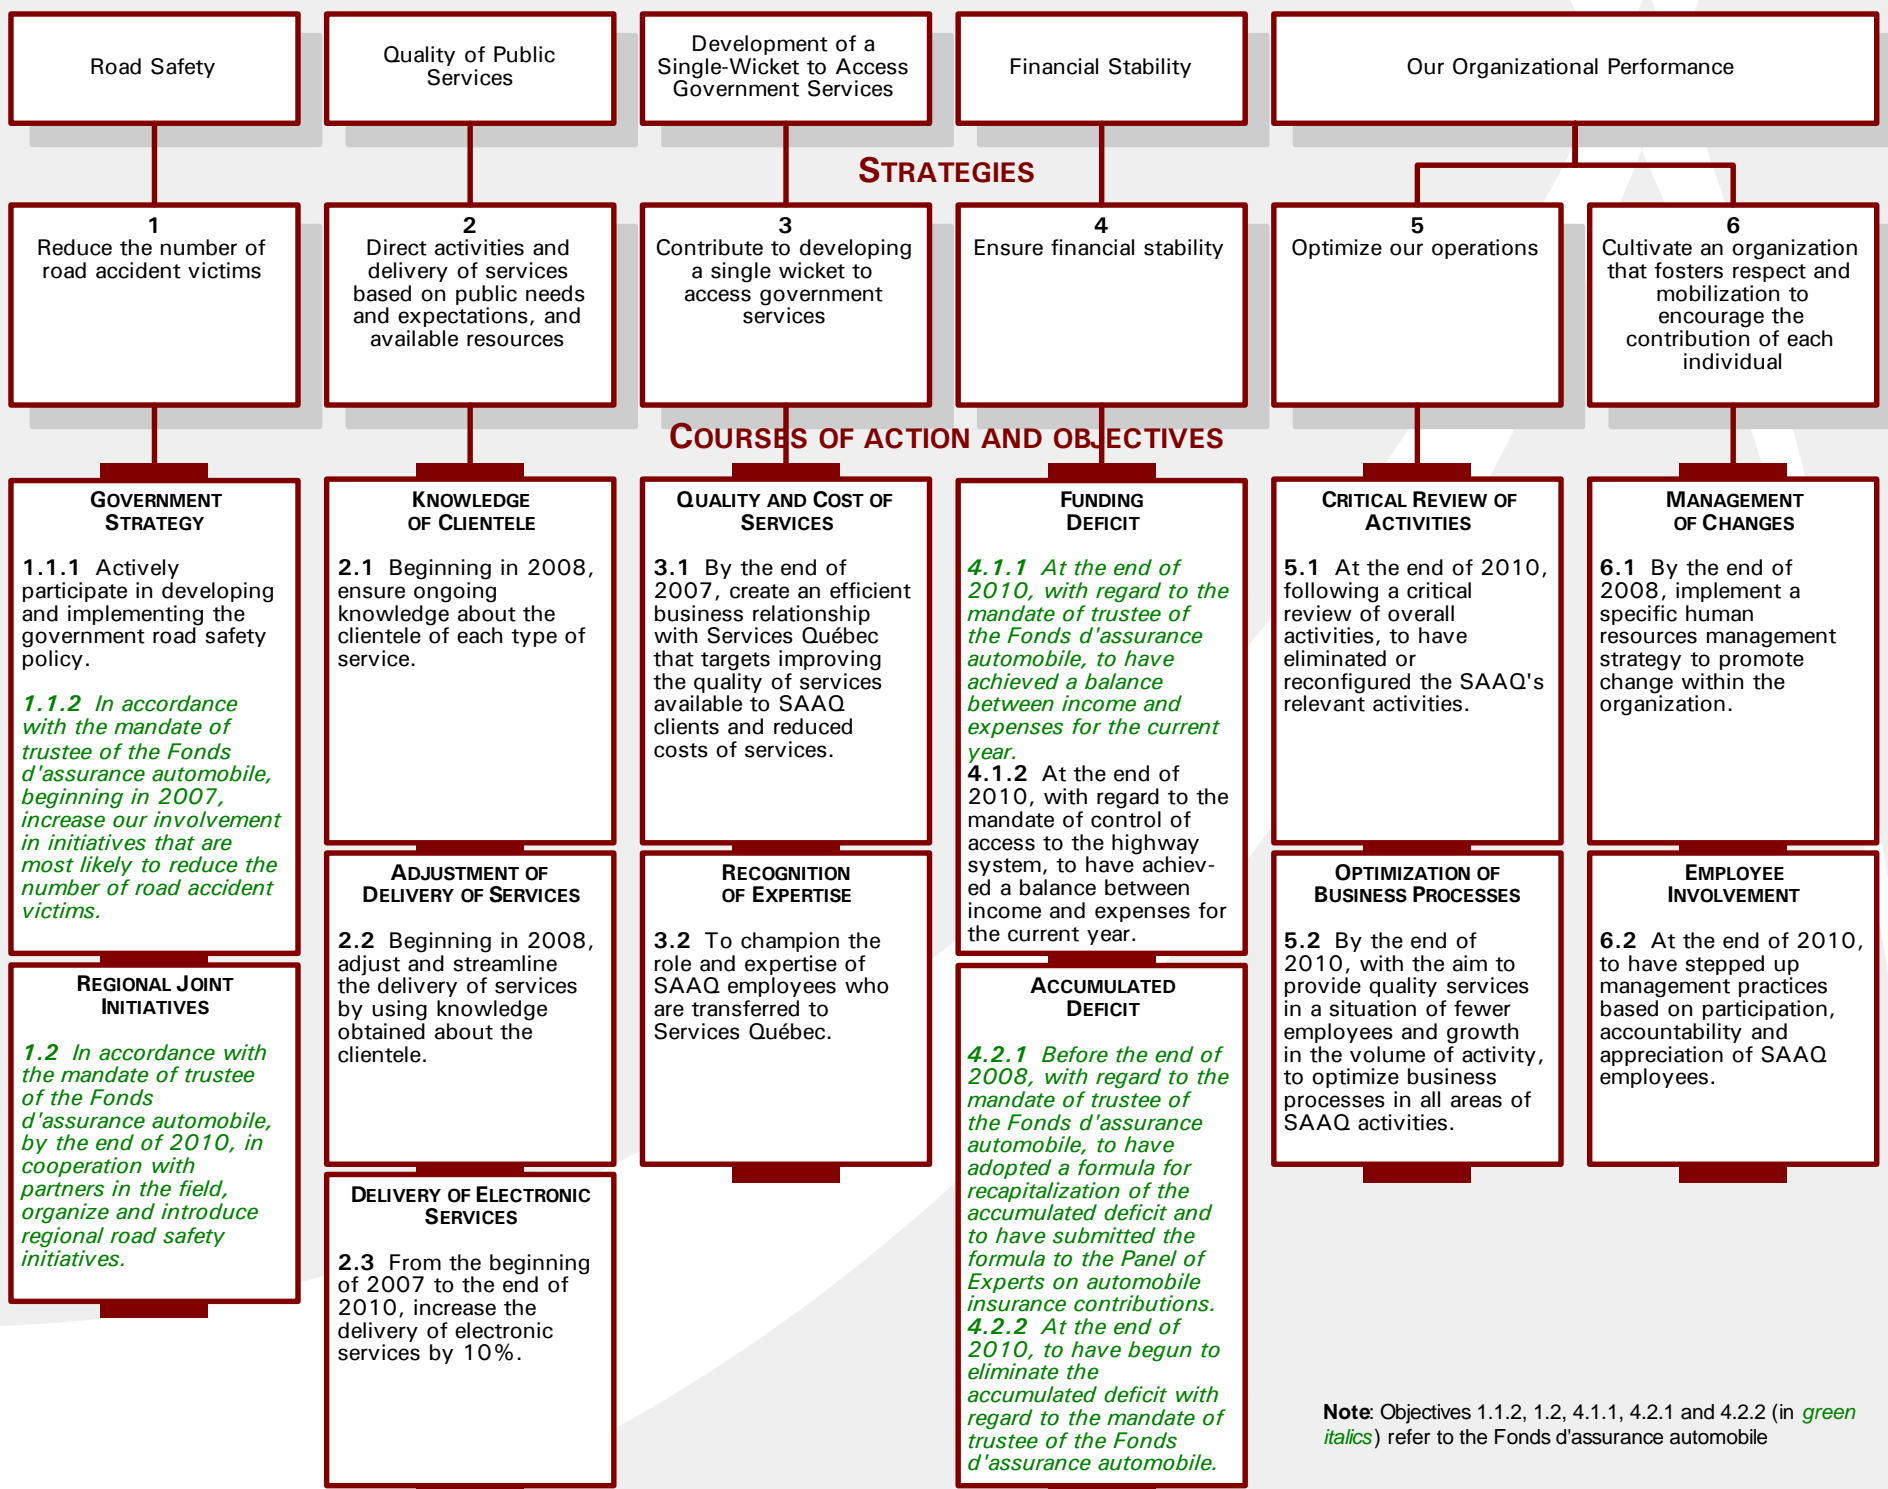 Road Safety
Quality of Public
Services
Development of a
Single-Wicket to Access
Government Services
Financial Stability
Our Organizational Performance
STRATEGIES
1
Reduce the number of
road accident victims
2
Direct activities and
delivery of services
based on public needs
and expectations, and
available resources
3
Contribute to developing
a single wicket to
access government
services
4
Ensure financial stability
5
Optimize our operations
6
Cultivate an organization
that fosters respect and
mobilization to
encourage the
contribution of each
individual
COURSES OF ACTION AND OBJECTIVES
GOVERNMENT
STRATEGY
1.1.1 Actively
participate in developing
and implementing the
government road safety
policy.
1.1.2 In accordance
with the mandate of
trustee of the Fonds
d'assurance automobile,
beginning in 2007,
increase our involvement
in initiatives that are
most likely to reduce the
number of road accident
victims.
REGIONAL JOINT
INITIATIVES
1.2 In accordance with
the mandate of trustee
of the Fonds
d'assurance automobile,
by the end of 2010, in
cooperation with
partners in the field,
organize and introduce
regional road safety
initiatives.
KNOWLEDGE
OF CLIENTELE
2.1 Beginning in 2008,
ensure ongoing
knowledge about the
clientele of each type of
service.
ADJUSTMENT OF
DELIVERY OF SERVICES
2.2 Beginning in 2008,
adjust and streamline
the delivery of services
by using knowledge
obtained about the
clientele.
DELIVERY OF ELECTRONIC
SERVICES
2.3 From the beginning
of 2007 to the end of
2010, increase the
delivery of electronic
services by 10%.
QUALITY AND COST OF
SERVICES
3.1 By the end of
2007, create an efficient
business relationship
with Services Québec
that targets improving
the quality of services
available to SAAQ
clients and reduced
costs of services.
RECOGNITION
OF EXPERTISE
3.2 To champion the
role and expertise of
SAAQ employees who
are transferred to
Services Québec.
FUNDING
DEFICIT
4.1.1 At the end of
2010, with regard to the
mandate of trustee of
the Fonds d'assurance
automobile, to have
achieved a balance
between income and
expenses for the current
year.
4.1.2 At the end of
2010, with regard to the
mandate of control of
access to the highway
system, to have achiev-
ed a balance between
income and expenses for
the current year.
ACCUMULATED
DEFICIT
4.2.1 Before the end of
2008, with regard to the
mandate of trustee of
the Fonds d'assurance
automobile, to have
adopted a formula for
recapitalization of the
accumulated deficit and
to have submitted the
formula to the Panel of
Experts on automobile
insurance contributions.
4.2.2 At the end of
2010, to have begun to
eliminate the
accumulated deficit with
regard to the mandate of
trustee of the Fonds
d'assurance automobile.
CRITICAL REVIEW OF
ACTIVITIES
5.1 At the end of 2010,
following a critical
review of overall
activities, to have
eliminated or
reconfigured the SAAQ's
relevant activities.
OPTIMIZATION OF
BUSINESS PROCESSES
5.2 By the end of
2010, with the aim to
provide quality services
in a situation of fewer
employees and growth
in the volume of activity,
to optimize business
processes in all areas of
SAAQ activities.
MANAGEMENT
OF CHANGES
6.1 By the end of
2008, implement a
specific human
resources management
strategy to promote
change within the
organization.
EMPLOYEE
INVOLVEMENT
6.2 At the end of 2010,
to have stepped up
management practices
based on participation,
accountability and
appreciation of SAAQ
employees.
Note: Objectives 1.1.2, 1.2, 4.1.1, 4.2.1 and 4.2.2 (in green
italics) refer to the Fonds d'assurance automobile